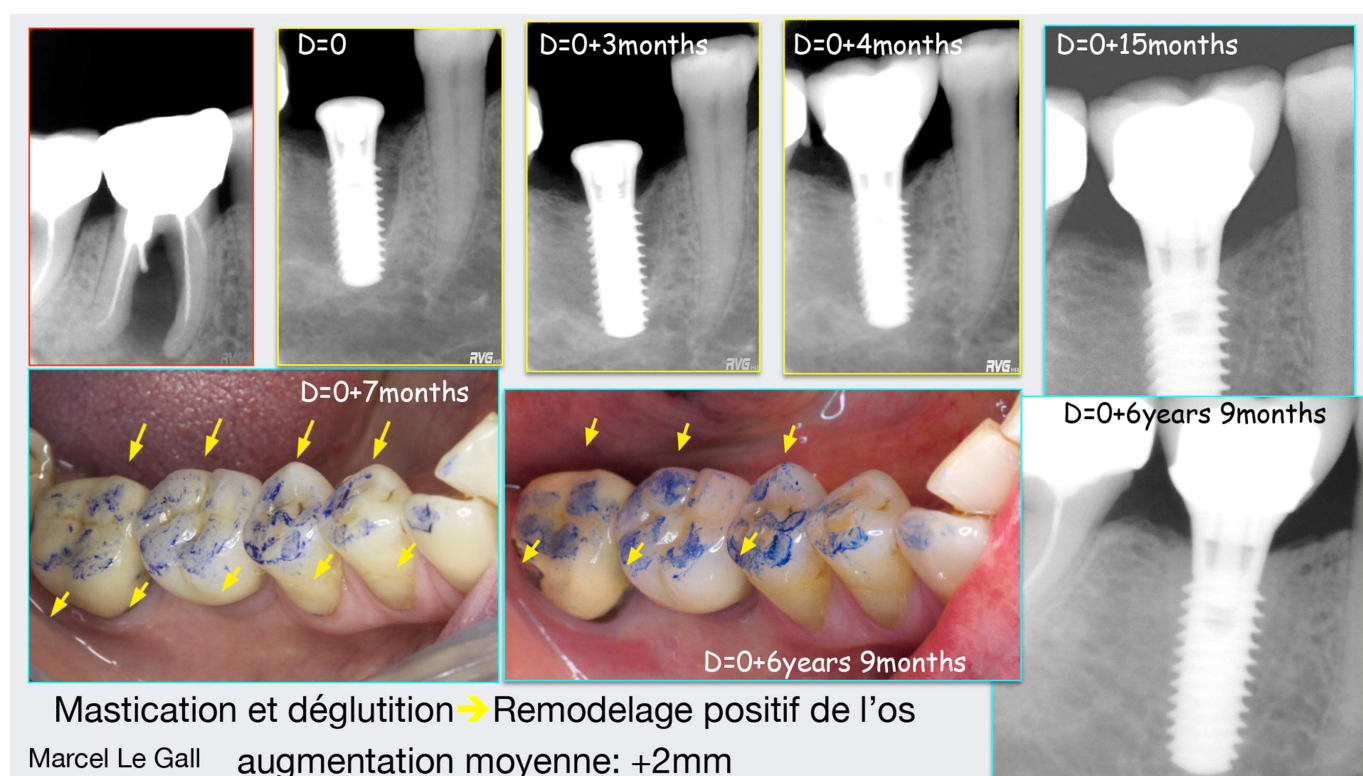 D=0
D=0+3months
D=0+4months
D=0+15months
RVG
RVG
RVG
RVG
D=0+7months
D=0+6years 9months
D=0+6years 9months
Mastication et déglutition➔Remodelage positif de l'os
Marcel Le Gall
augmentation moyenne: +2mm